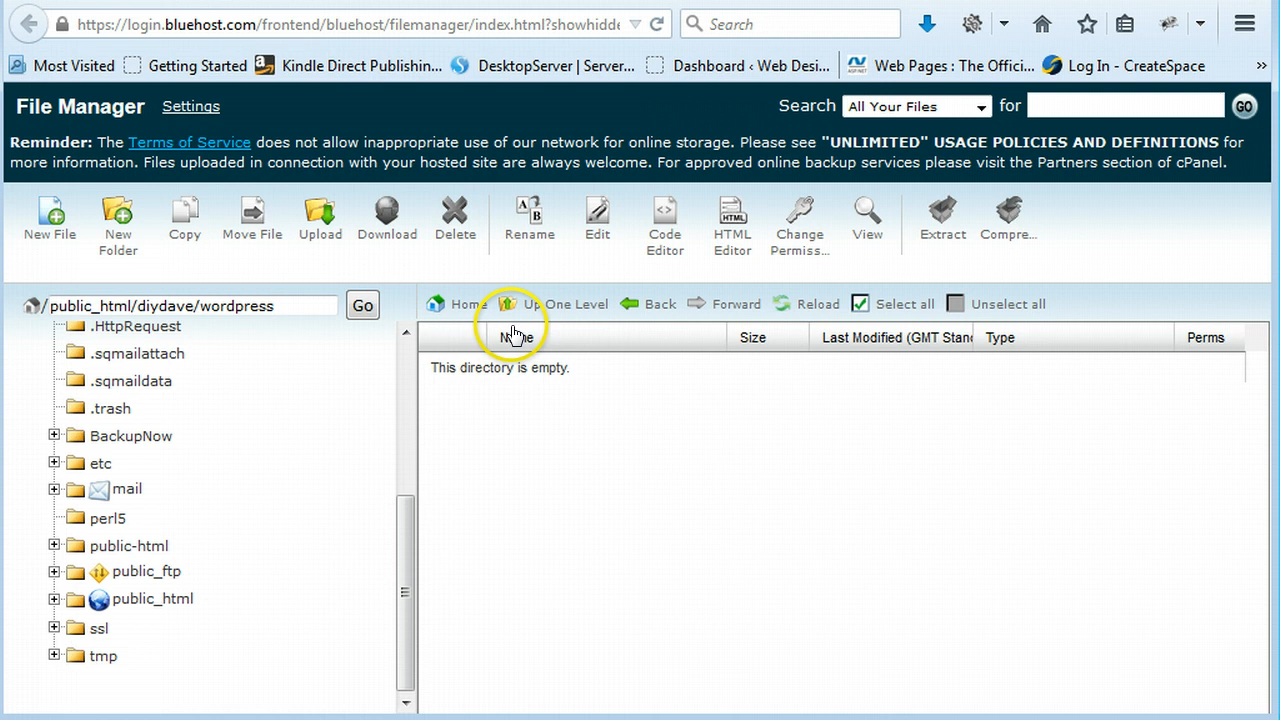 https://login.bluehost.com/frontend/bluehost/filemanager/index.html?showhidde
Search
Most Visited Getting Started Kindle Direct Publishin... DesktopServer | Server... Dashboard ‹ Web Desi... Web Pages : The Offici... Log In - CreateSpace »
File Manager Settings Search All Your Files for GO
Reminder: The Terms of Service does not allow inappropriate use of our network for online storage. Please see "UNLIMITED" USAGE POLICIES AND DEFINITIONS for
more information. Files uploaded in connection with your hosted site are always welcome. For approved online backup services please visit the Partners section of cPanel.
New File New Folder Copy Move File Upload Download Delete Rename Edit Code Editor HTML Editor Change Permiss... View Extract Compre...
/ public_html/diydave/wordpress Go Home Up One Level Back Forward Reload Select all Unselect all
Name Size Last Modified (GMT Stand Type Perms
This directory is empty.
.HttpRequest
.sqmailattach
.sqmaildata
.trash
BackupNow
etc
mail
perl5
public-html
public_ftp
public_html
ssl
tmp